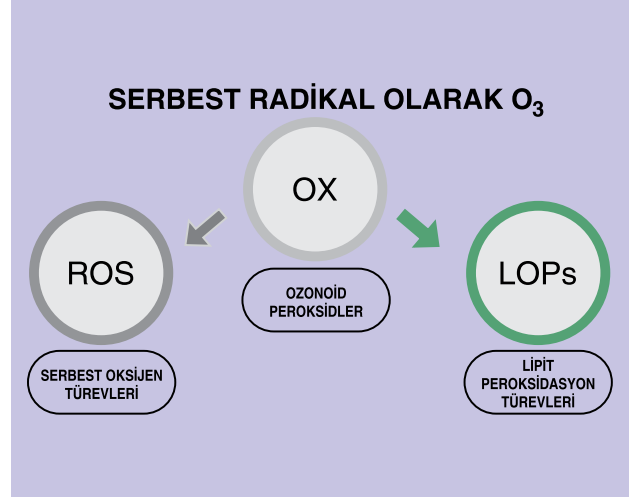 SERBEST RADİKAL OLARAK O₃
OX
ROS
LOPs
OZONOİD
PEROKSİDLER
SERBEST OKSİJEN
TÜREVLERİ
LİPİT
PEROKSİDASYON
TÜREVLERİ